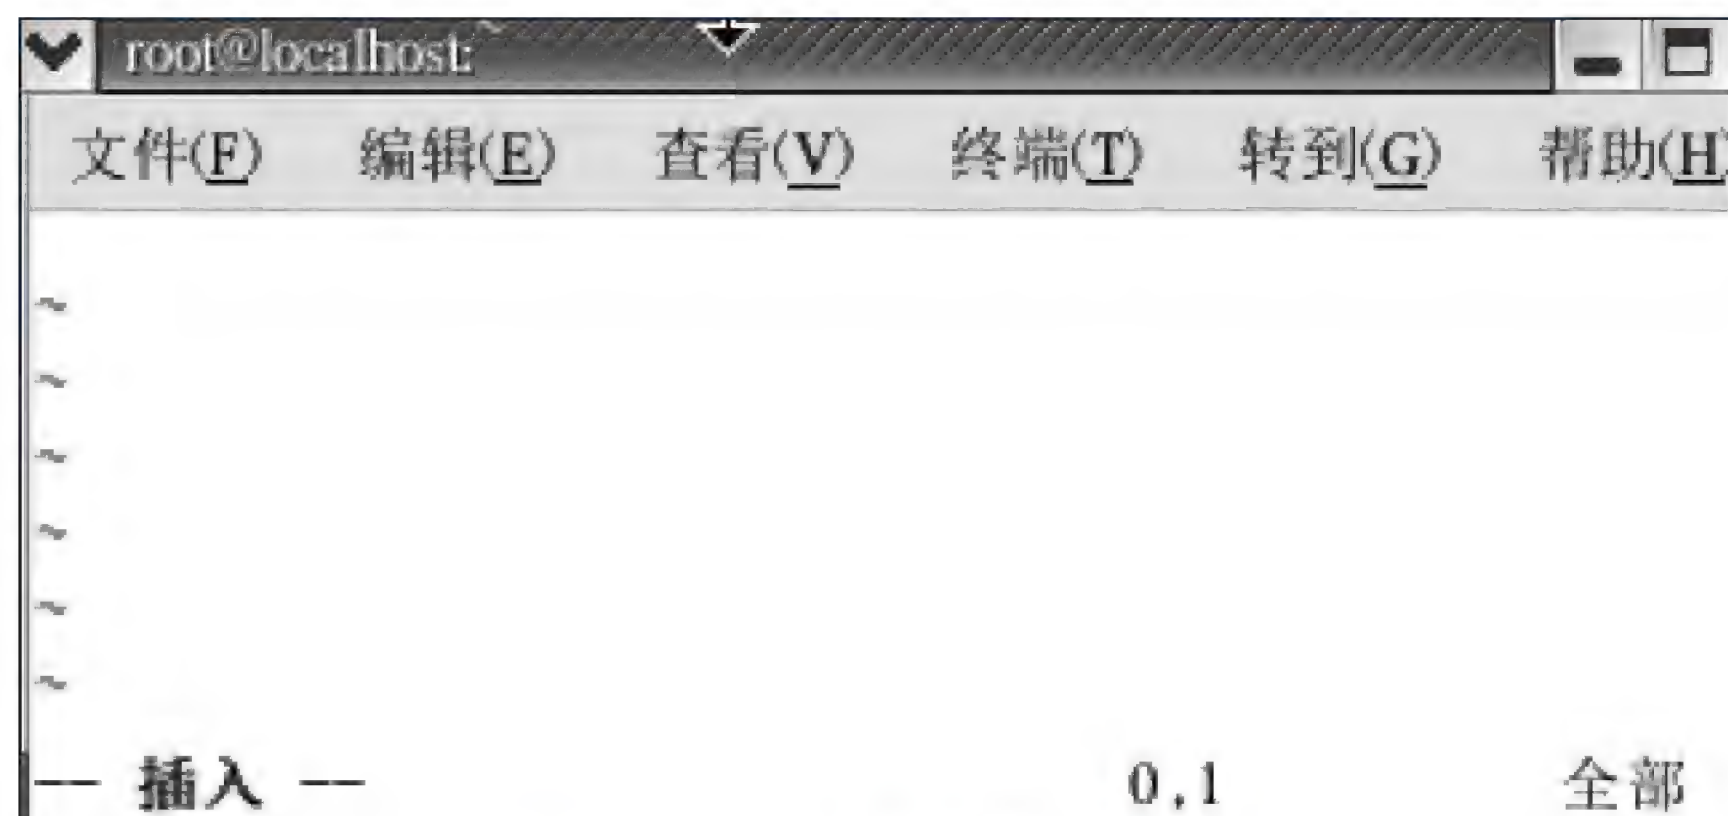 root@localhost:~
文件(F) 编辑(E) 查看(V) 终端(T) 转到(G) 帮助(H)
~
~
~
~
~
~
-- 插入 -- 0,1 全部